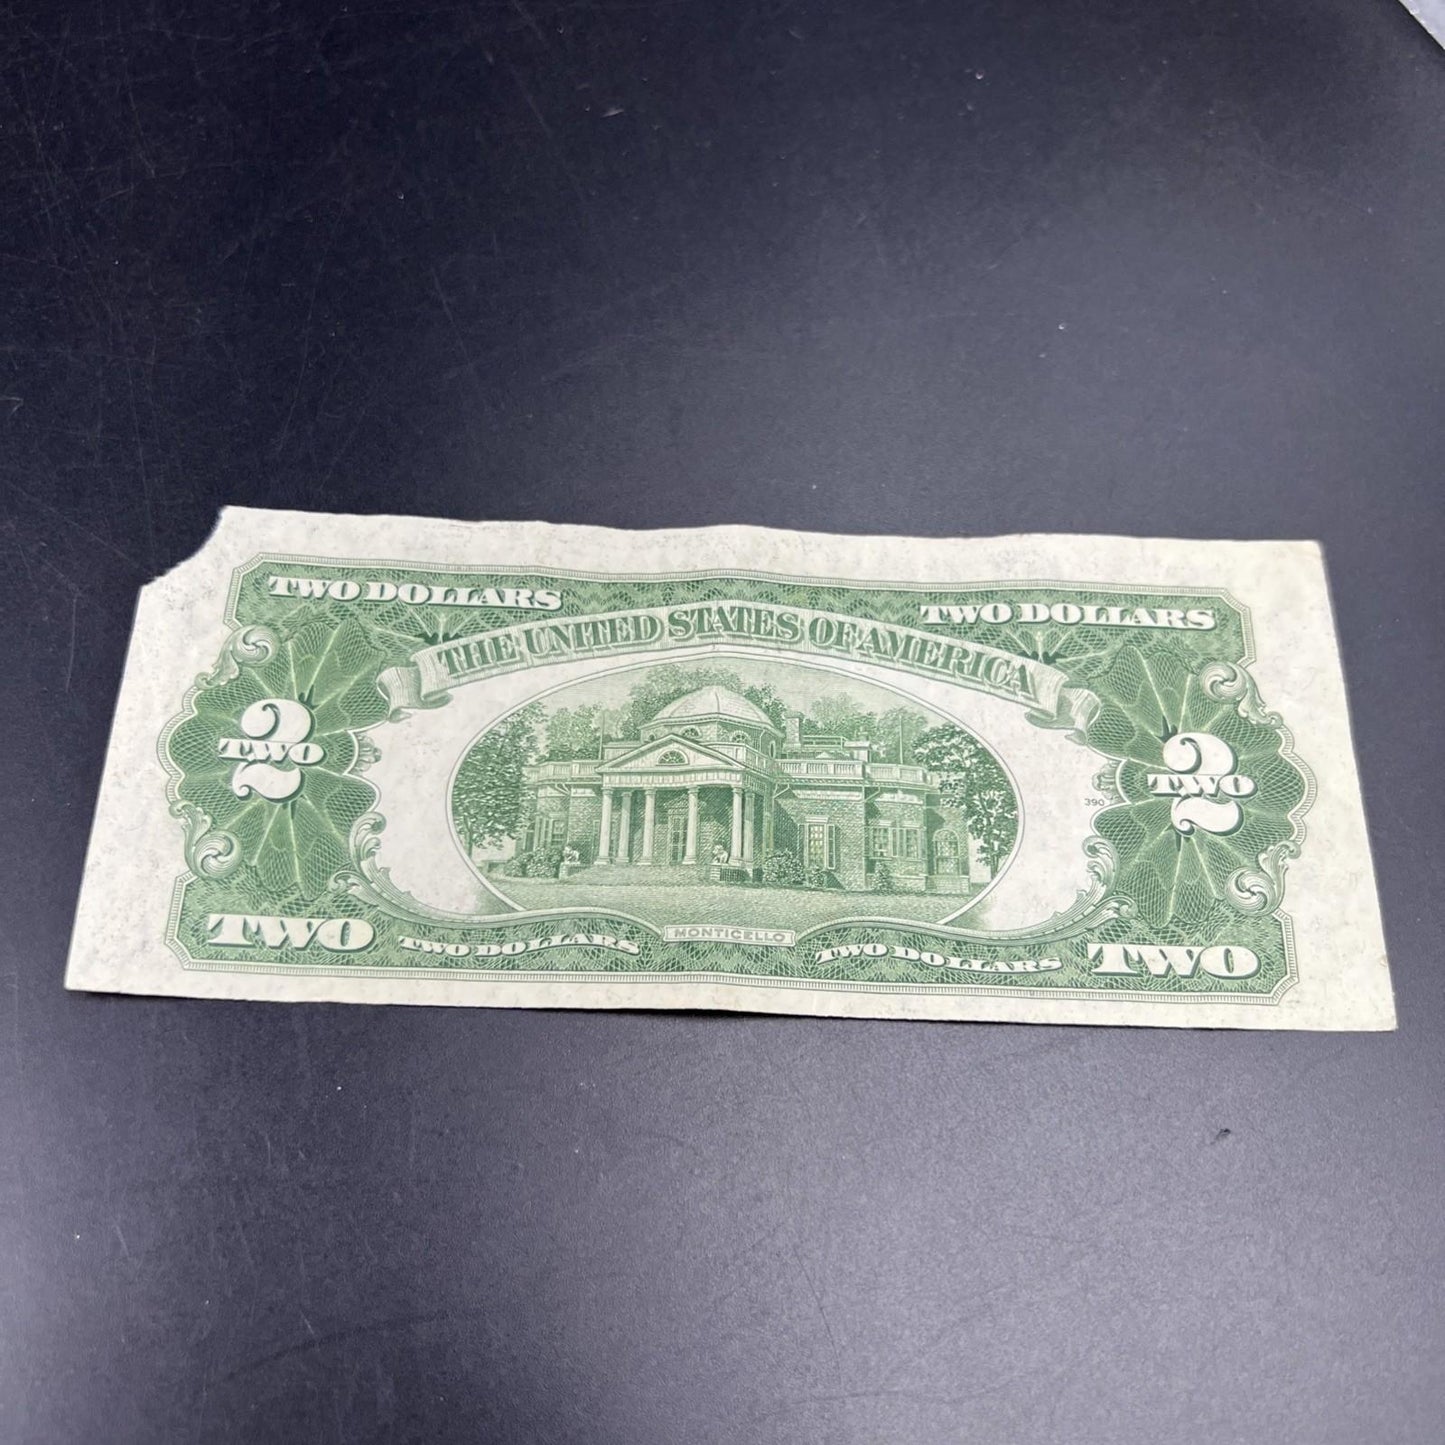 TWO DOLLARS TWO DOLLARS
THE UNITED STATES OF AMERICA
2 TWO 2 TWO
390
TWO TWO DOLLARS MONTICELLO TWO DOLLARS TWO